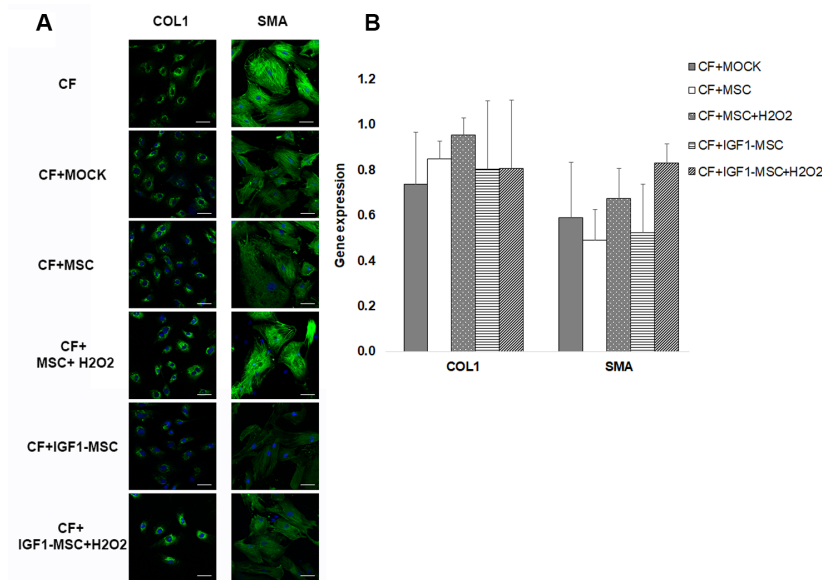 A
COL1 SMA
CF
CF+MOCK
CF+MSC
CF+
MSC+ H2O2
CF+IGF1-MSC
CF+
IGF1-MSC+H2O2
B
Gene expression
1.2
1.0
0.8
0.6
0.4
0.2
0.0
COL1 SMA
CF+MOCK
CF+MSC
CF+MSC+H2O2
CF+IGF1-MSC
CF+IGF1-MSC+H2O2